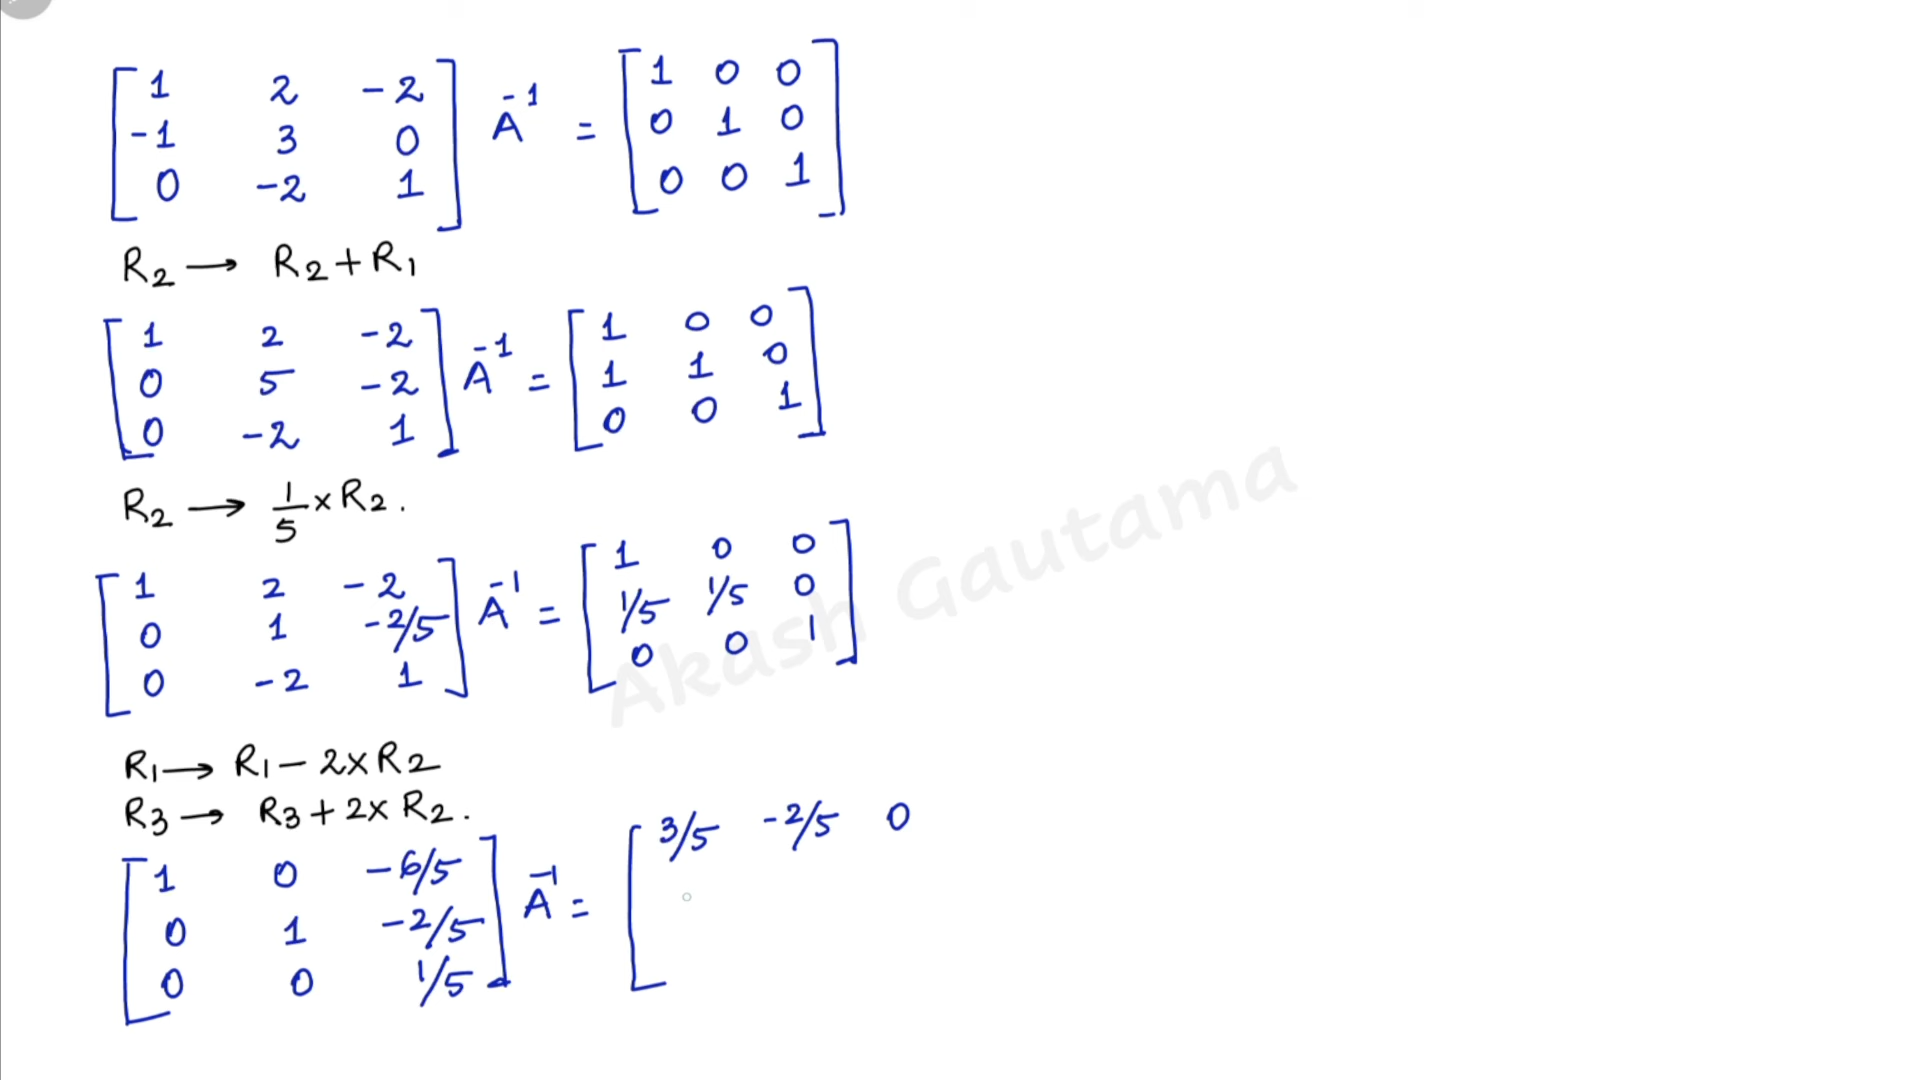 [1 2 -2] [1 0 0]
[-1 3 0] A⁻¹ = [0 1 0]
[0 -2 1] [0 0 1]
R₂ → R₂ + R₁
[1 2 -2] [1 0 0]
[0 5 -2] A⁻¹ = [1 1 0]
[0 -2 1] [0 0 1]
R₂ → 1/5 × R₂.
[1 2 -2] [1 0 0]
[0 1 -2/5] A⁻¹ = [1/5 1/5 0]
[0 -2 1] [0 0 1]
Akash Gautama
R₁ → R₁ - 2×R₂
R₃ → R₃ + 2×R₂.
[1 0 -6/5] [3/5 -2/5 0
[0 1 -2/5] A⁻¹ =
[0 0 1/5]